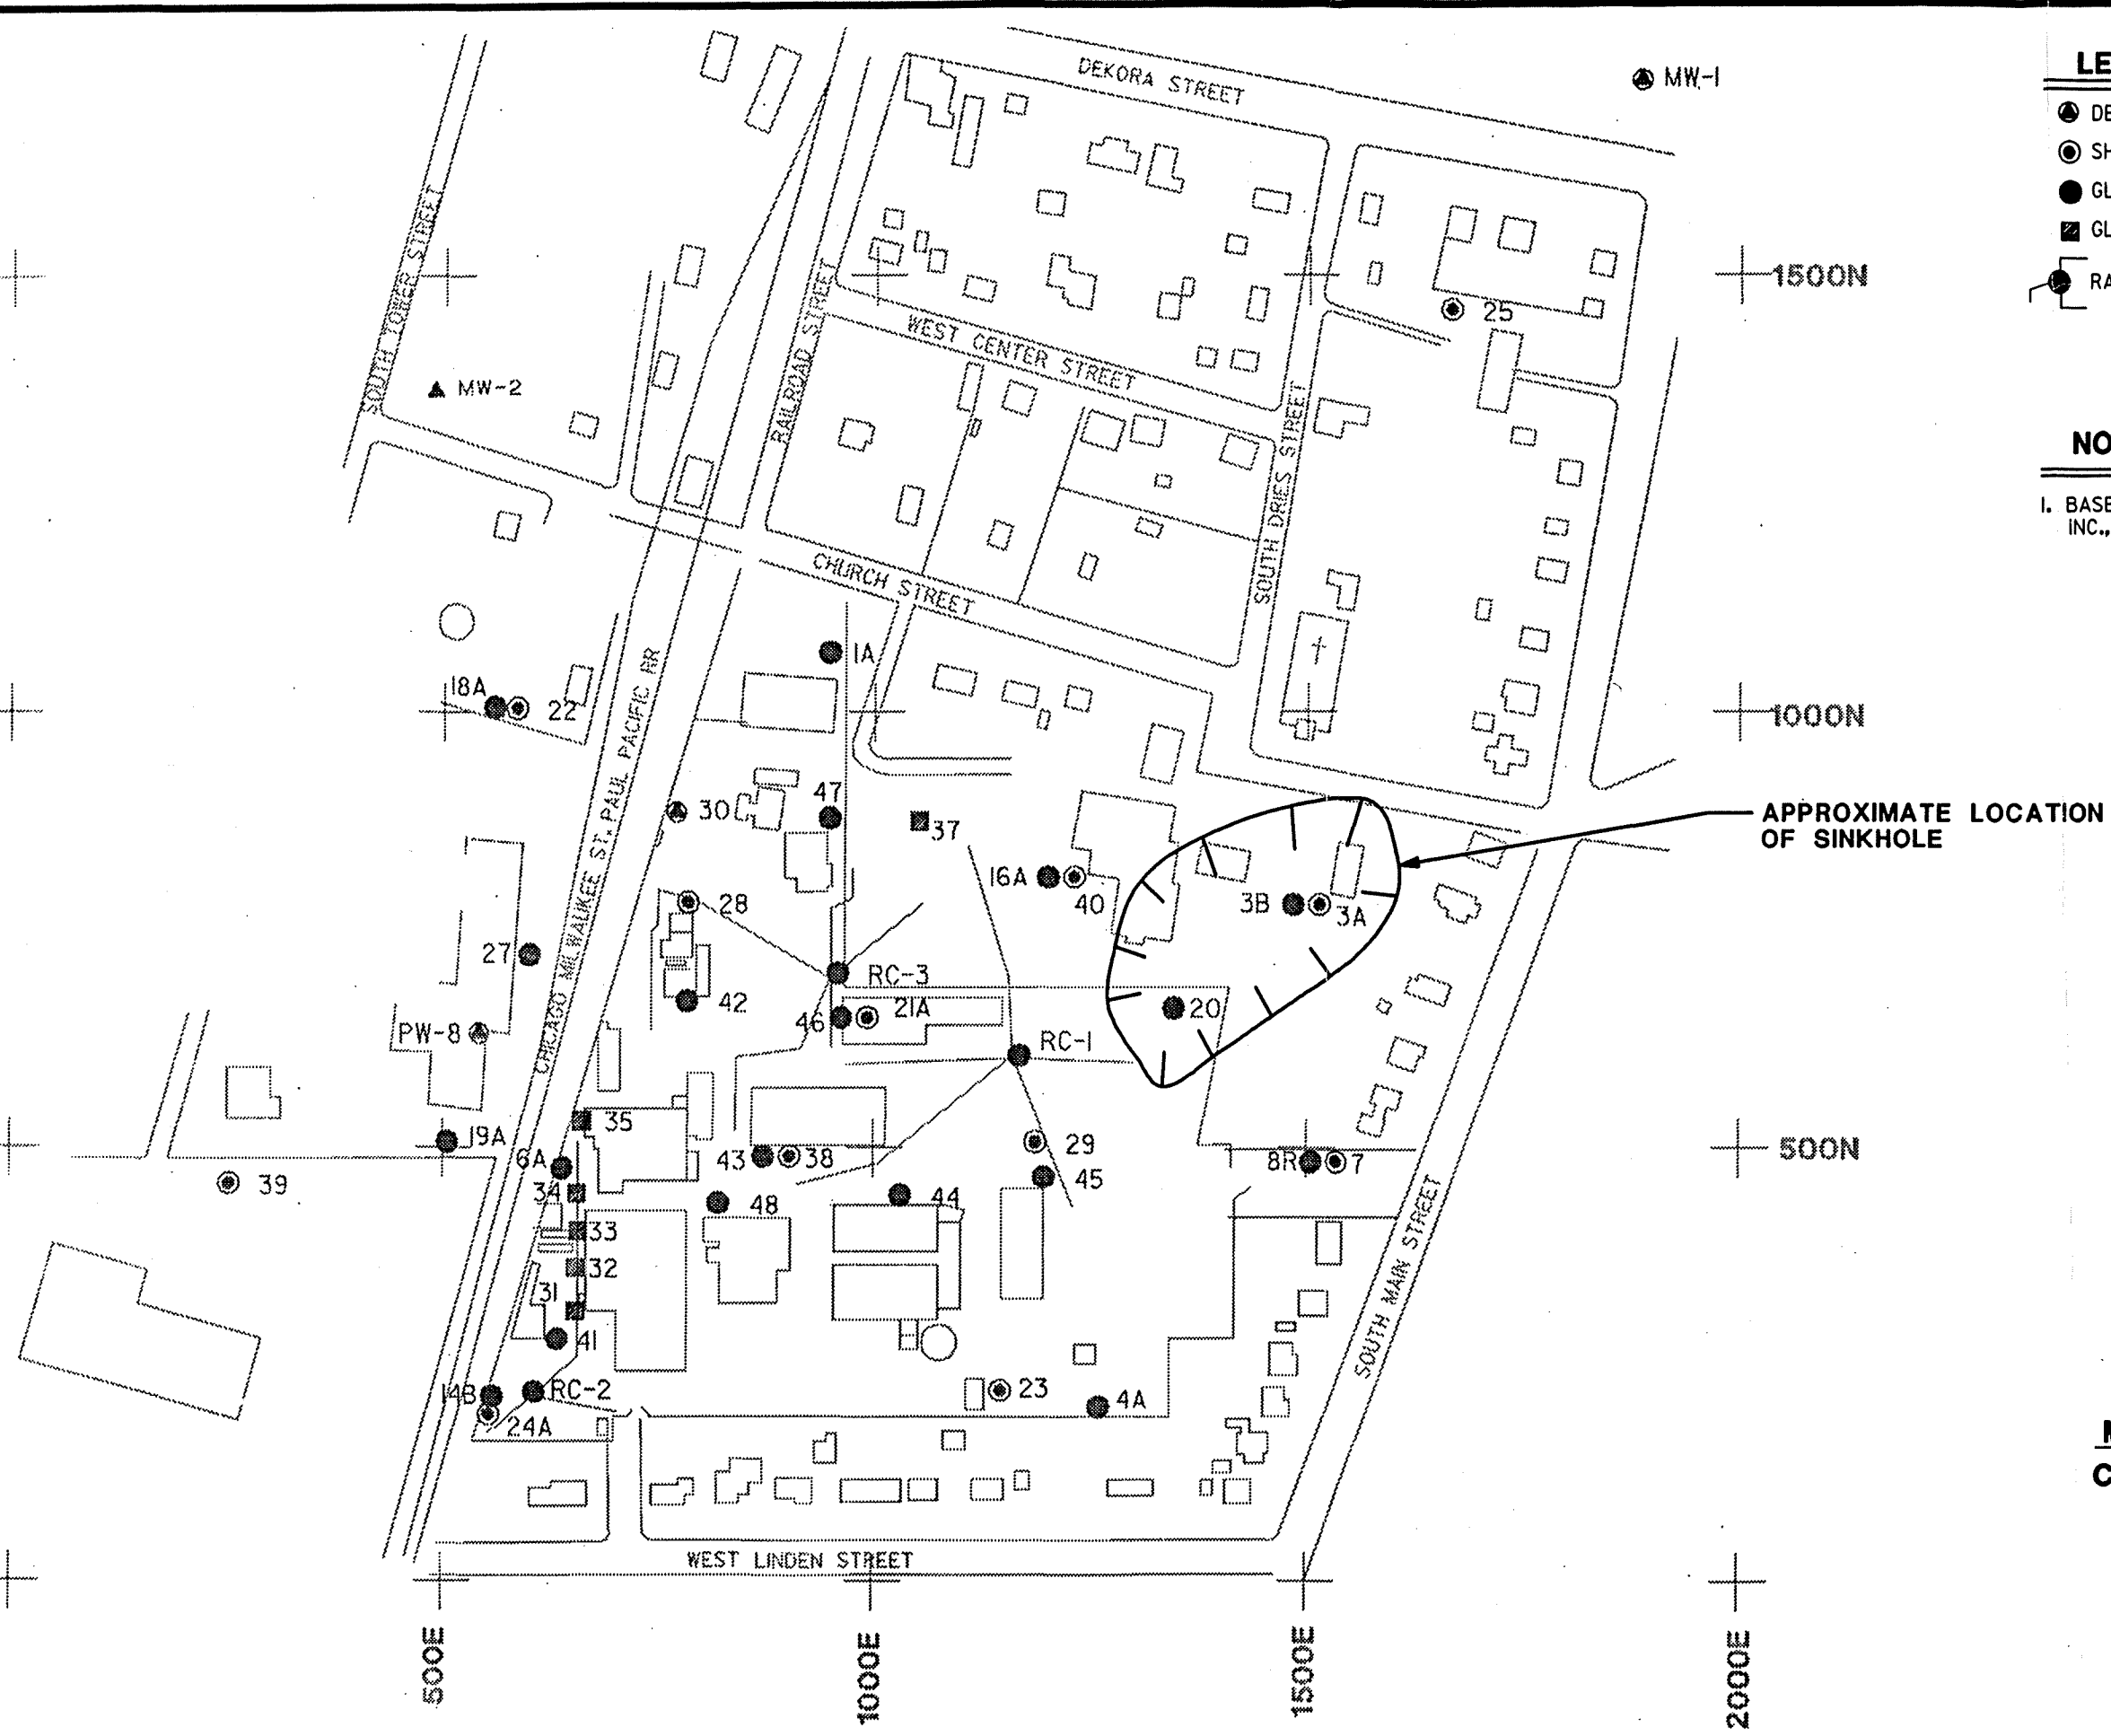 DEKORA STREET
MW-1
LE
DE
SH
GL
GL
RA
1500N
25
SOUTH TOWER STREET
RAILROAD STREET
WEST CENTER STREET
MW-2
SOUTH DRIES STREET
NO
1. BASE
INC.,
CHURCH STREET
1A
18A
22
CHICAGO MILWAUKEE ST. PAUL PACIFIC RR
1000N
30
47
37
APPROXIMATE LOCATION
OF SINKHOLE
16A
40
28
3B
3A
27
RC-3
42
46
21A
20
PW-8
RC-1
35
19A
6A
43
38
29
500N
8R
7
39
34
48
44
45
33
32
31
41
SOUTH MAIN STREET
14B
RC-2
23
4A
24A
C
WEST LINDEN STREET
500E
1000E
1500E
2000E